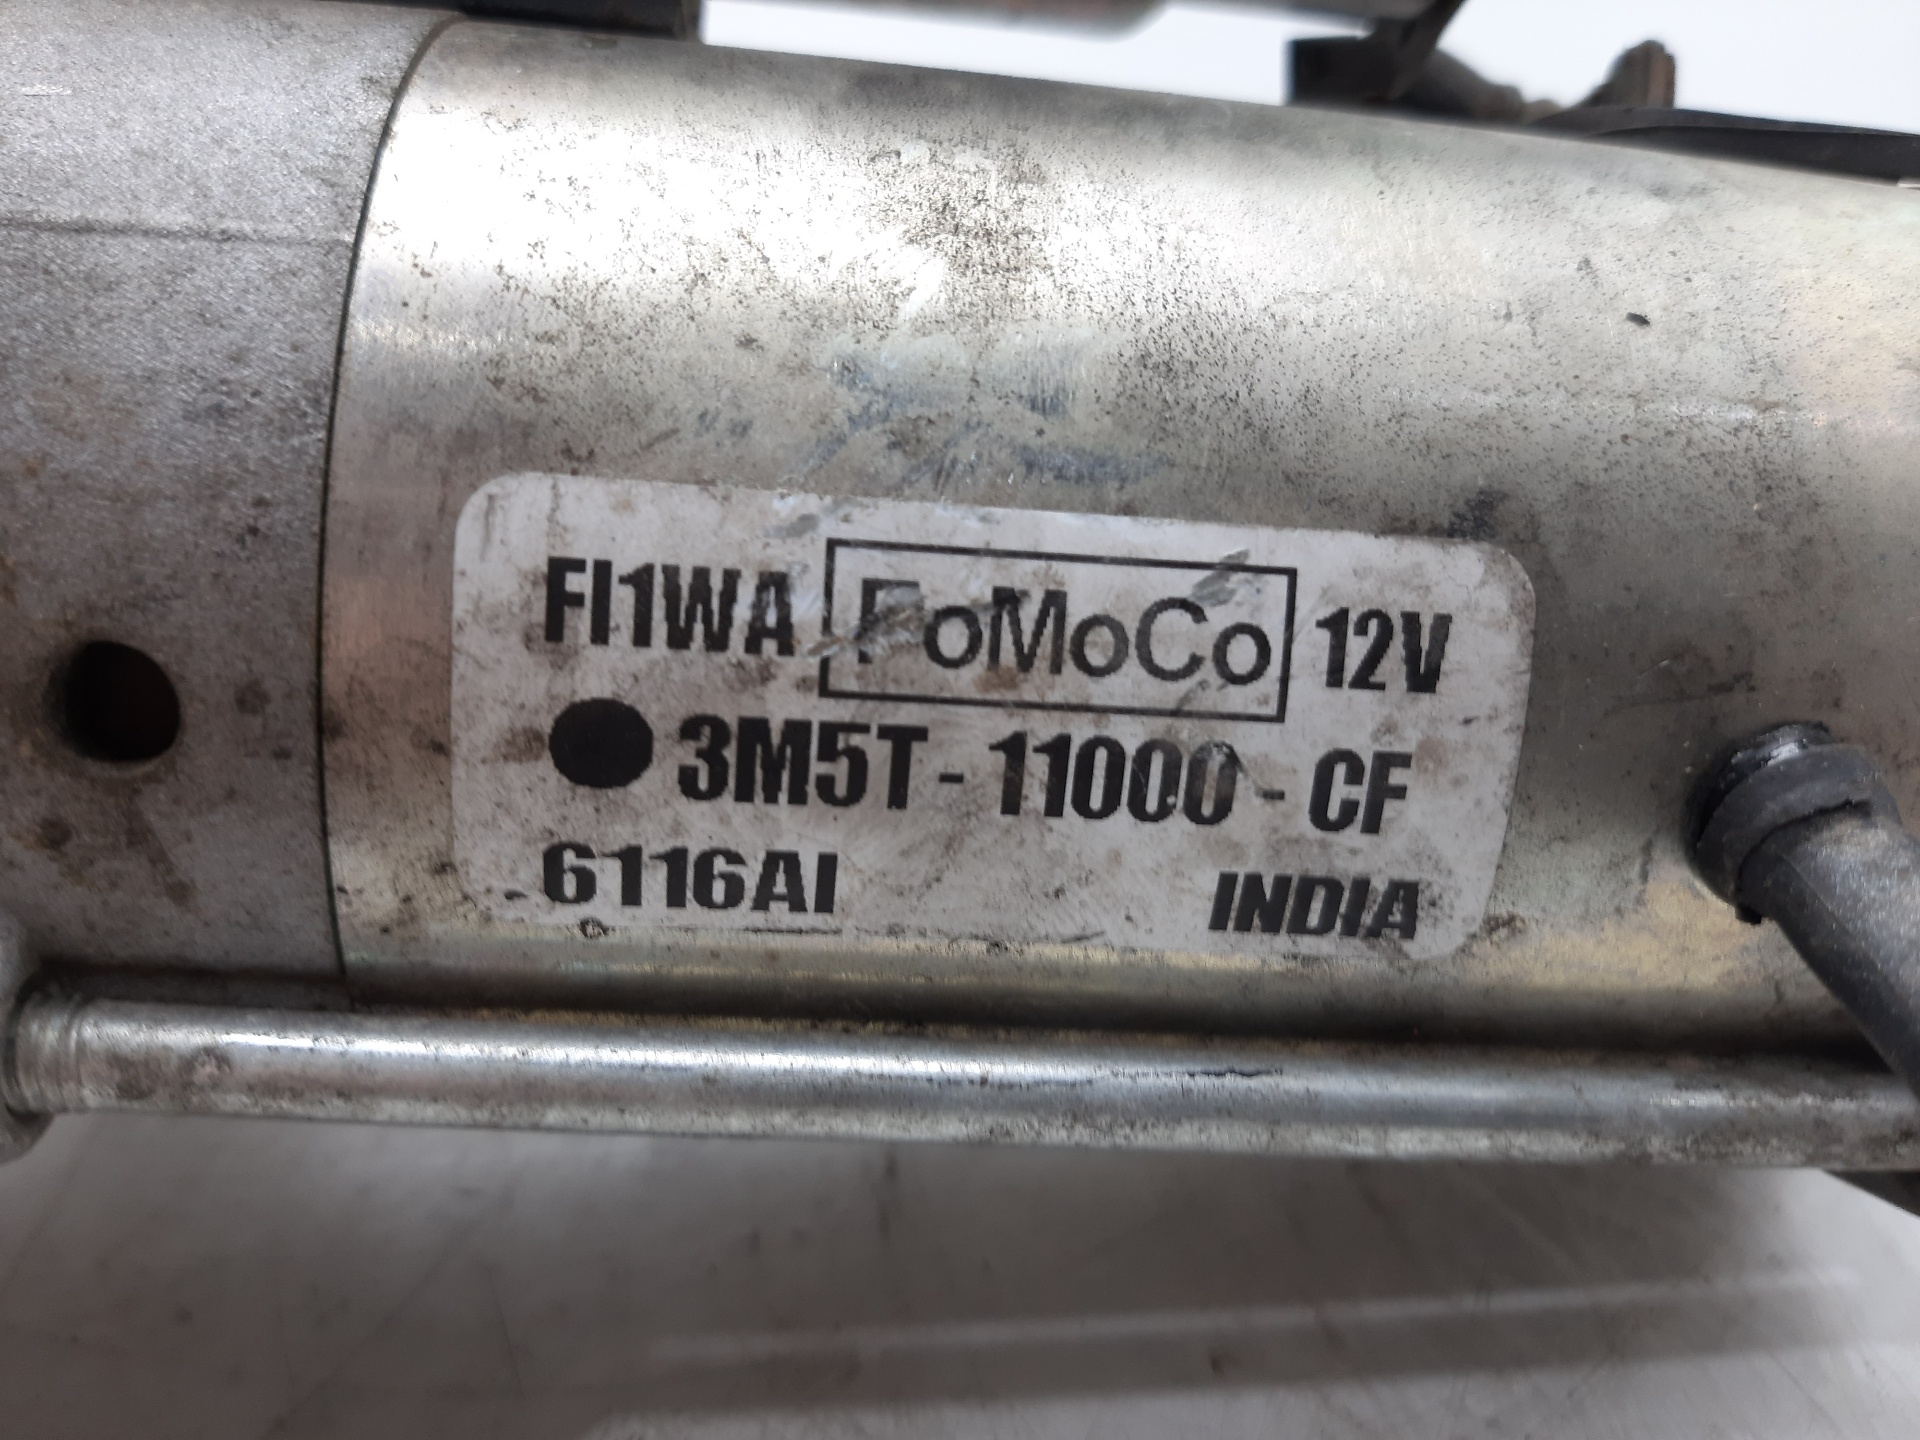 FI1WA FoMoCo 12V
3M5T - 11000 - CF
6116AI INDIA